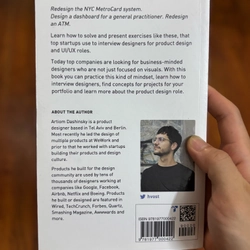 Redesign the NYC MetroCard system.
Design a dashboard for a general practitioner. Redesign
an ATM.
Learn how to solve and present exercises like these, that
top startups use to interview designers for product design
and UI/UX roles.
Today top companies are looking for business-minded
designers who are not just focused on visuals. With this
book you can practice this kind of mindset, learn how to
interview designers, find concepts for projects for your
portfolio and learn more about the product design role.
ABOUT THE AUTHOR
Artiom Dashinsky is a product
designer based in Tel Aviv and Berlin.
Most recently he led the design of
multiple products at WeWork and
prior to that he worked with startups
building their products and design
culture.
Products he built for the design
community are used by tens of
thousands of designers working at
companies like Google, Facebook,
Airbnb, Netflix and Boeing. Products
he built or designed are featured in
Wired, TechCrunch, Forbes, Quartz,
Smashing Magazine, Awwwards and
more.